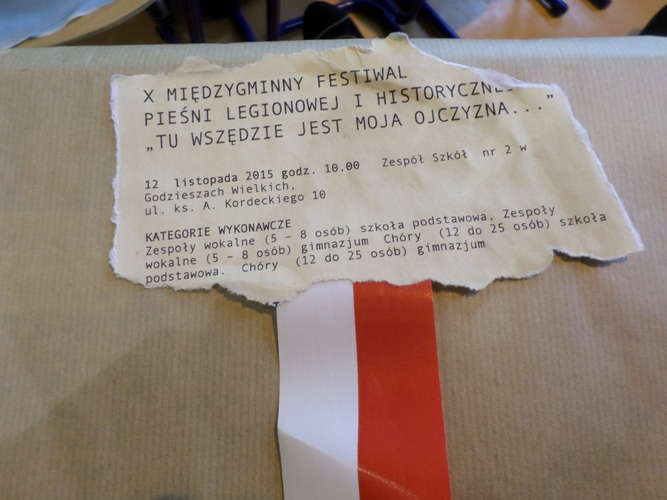 X MIĘDZYGMINNY FESTIWAL
PIEŚNI LEGIONOWEJ I HISTORYCZNE
„TU WSZĘDZIE JEST MOJA OJCZYZNA..."
12 listopada 2015 godz. 10.00 Zespół Szkół nr 2 w
Godzieszach Wielkich,
ul. ks. A. Kordeckiego 10
KATEGORIE WYKONAWCZE
Zespoły wokalne (5 – 8 osób) szkoła podstawowa, Zespoły
wokalne (5 – 8 osób) gimnazjum Chóry (12 do 25 osób) szkoła
podstawowa. Chóry (12 do 25 osób) gimnazjum